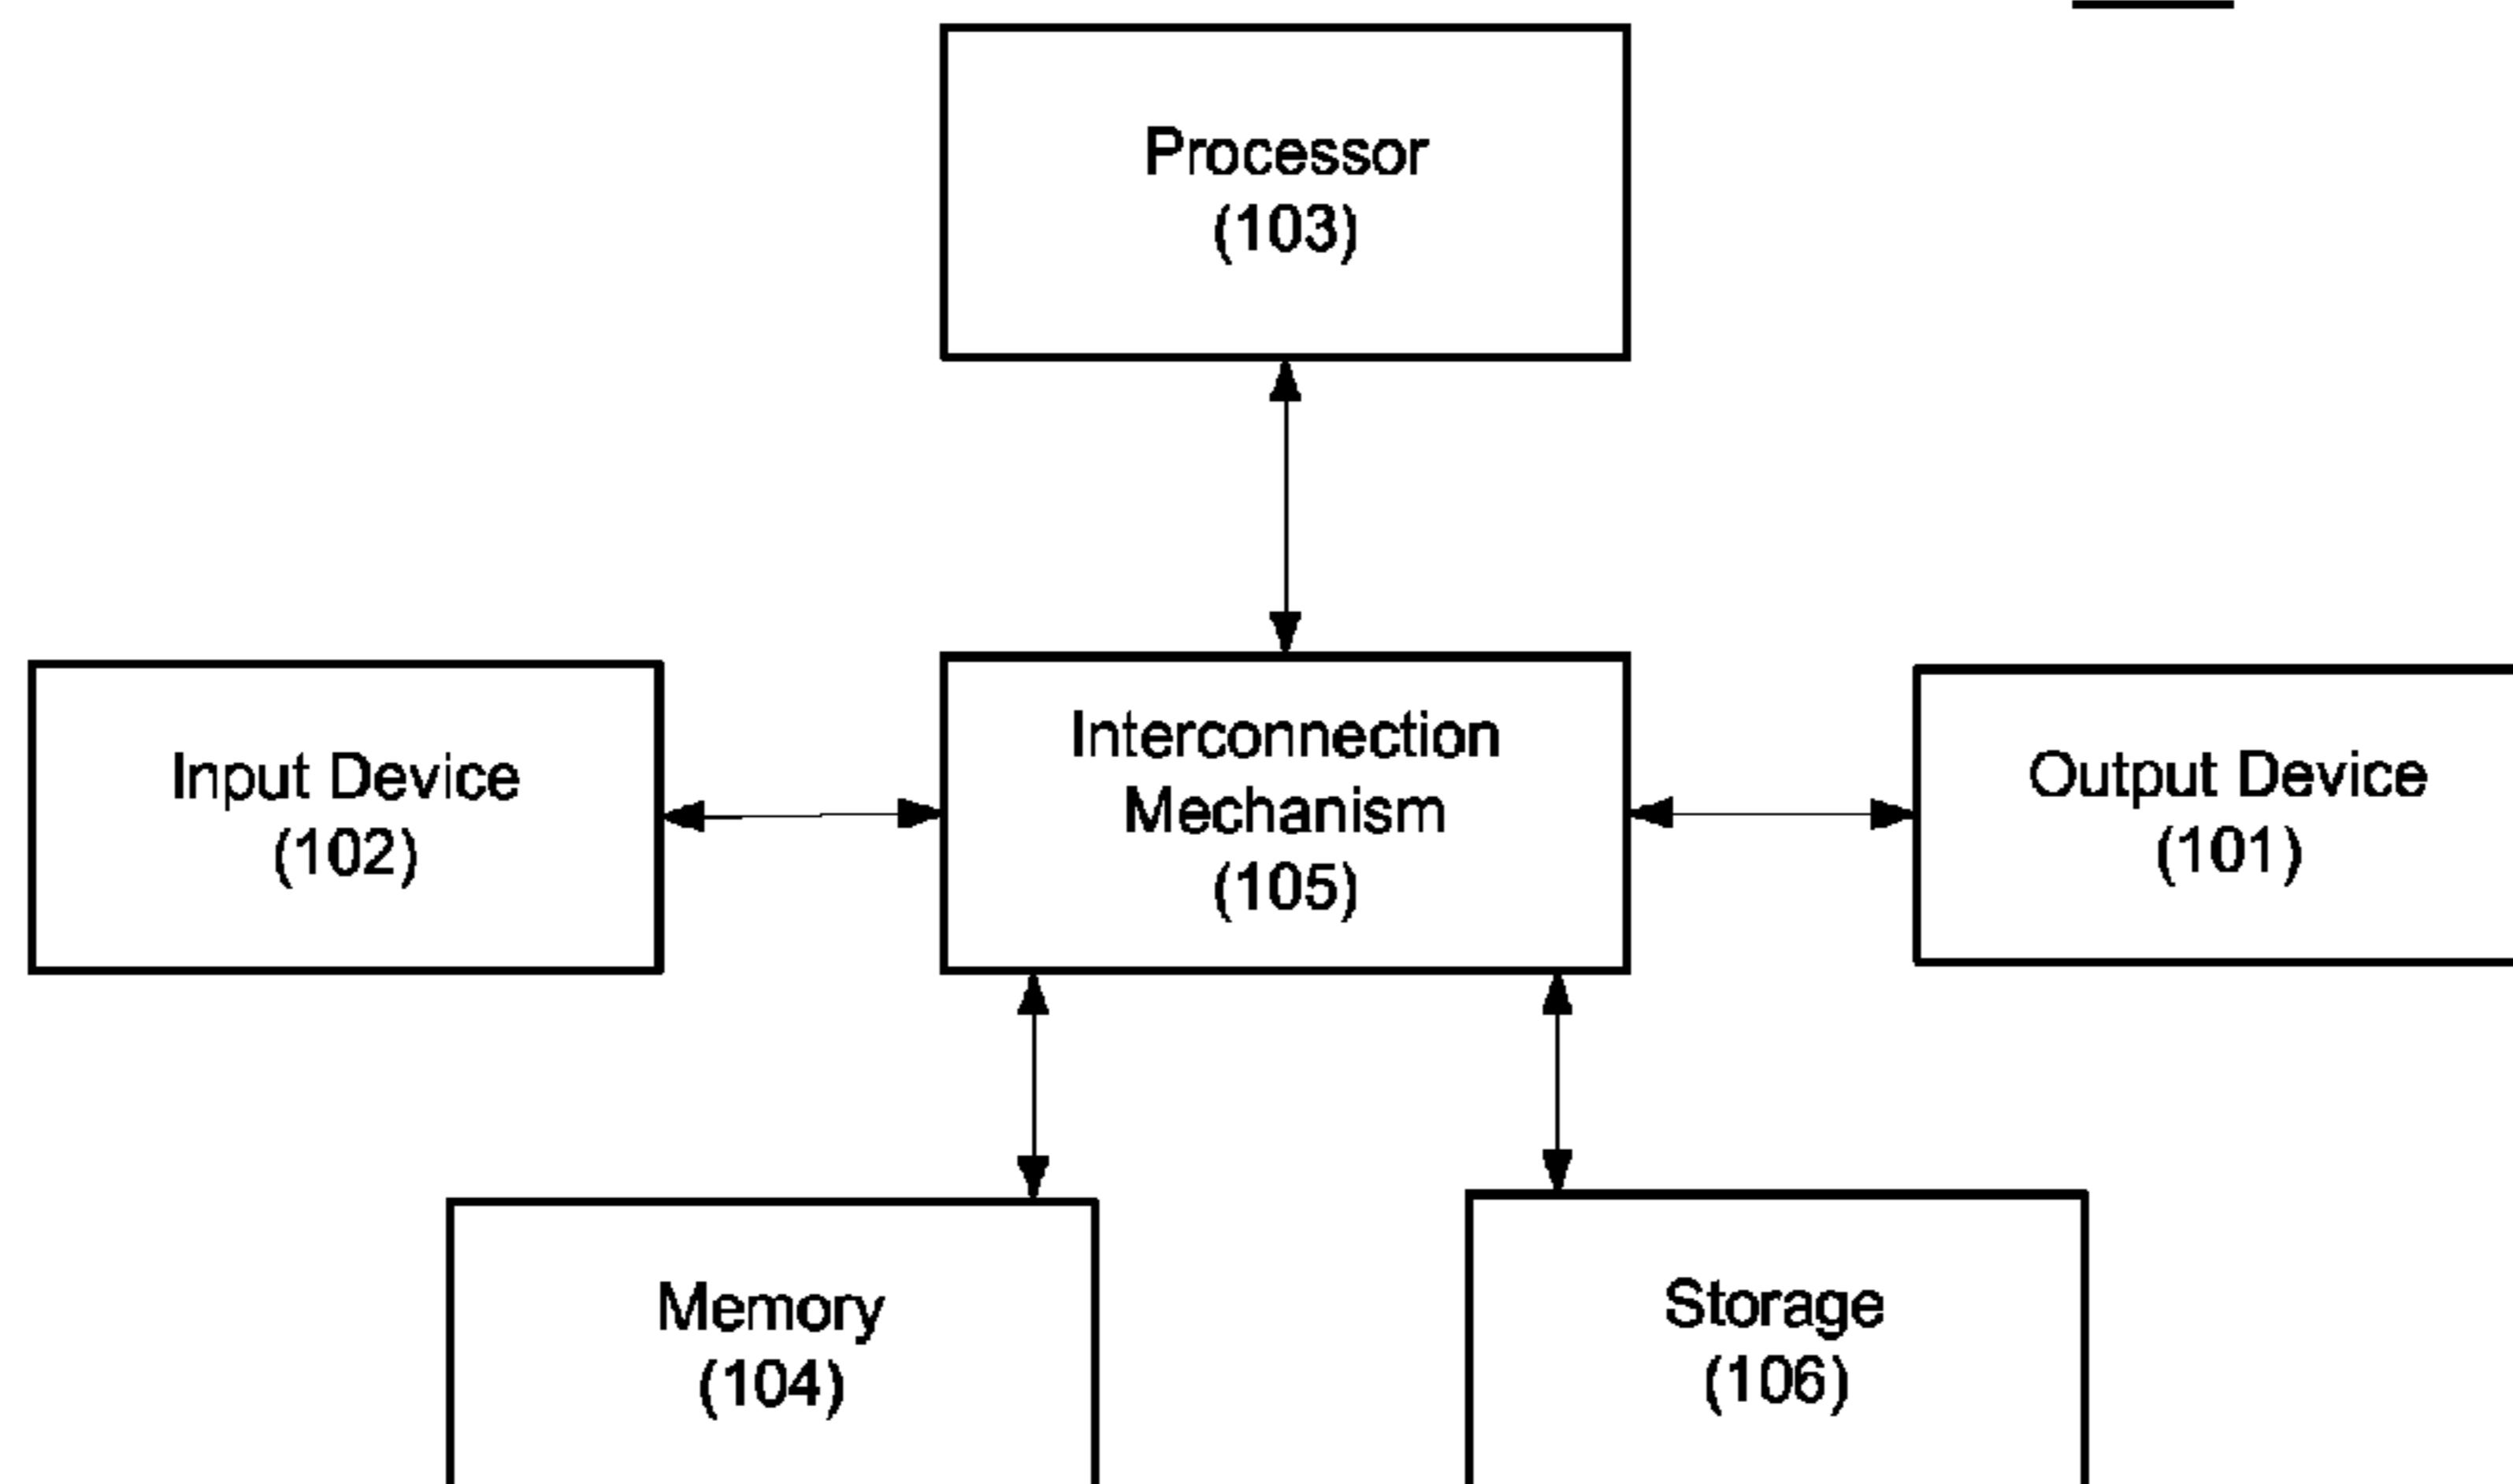 Processor
(103)
Input Device
(102)
Interconnection
Mechanism
(105)
Output Device
(101)
Memory
(104)
Storage
(106)